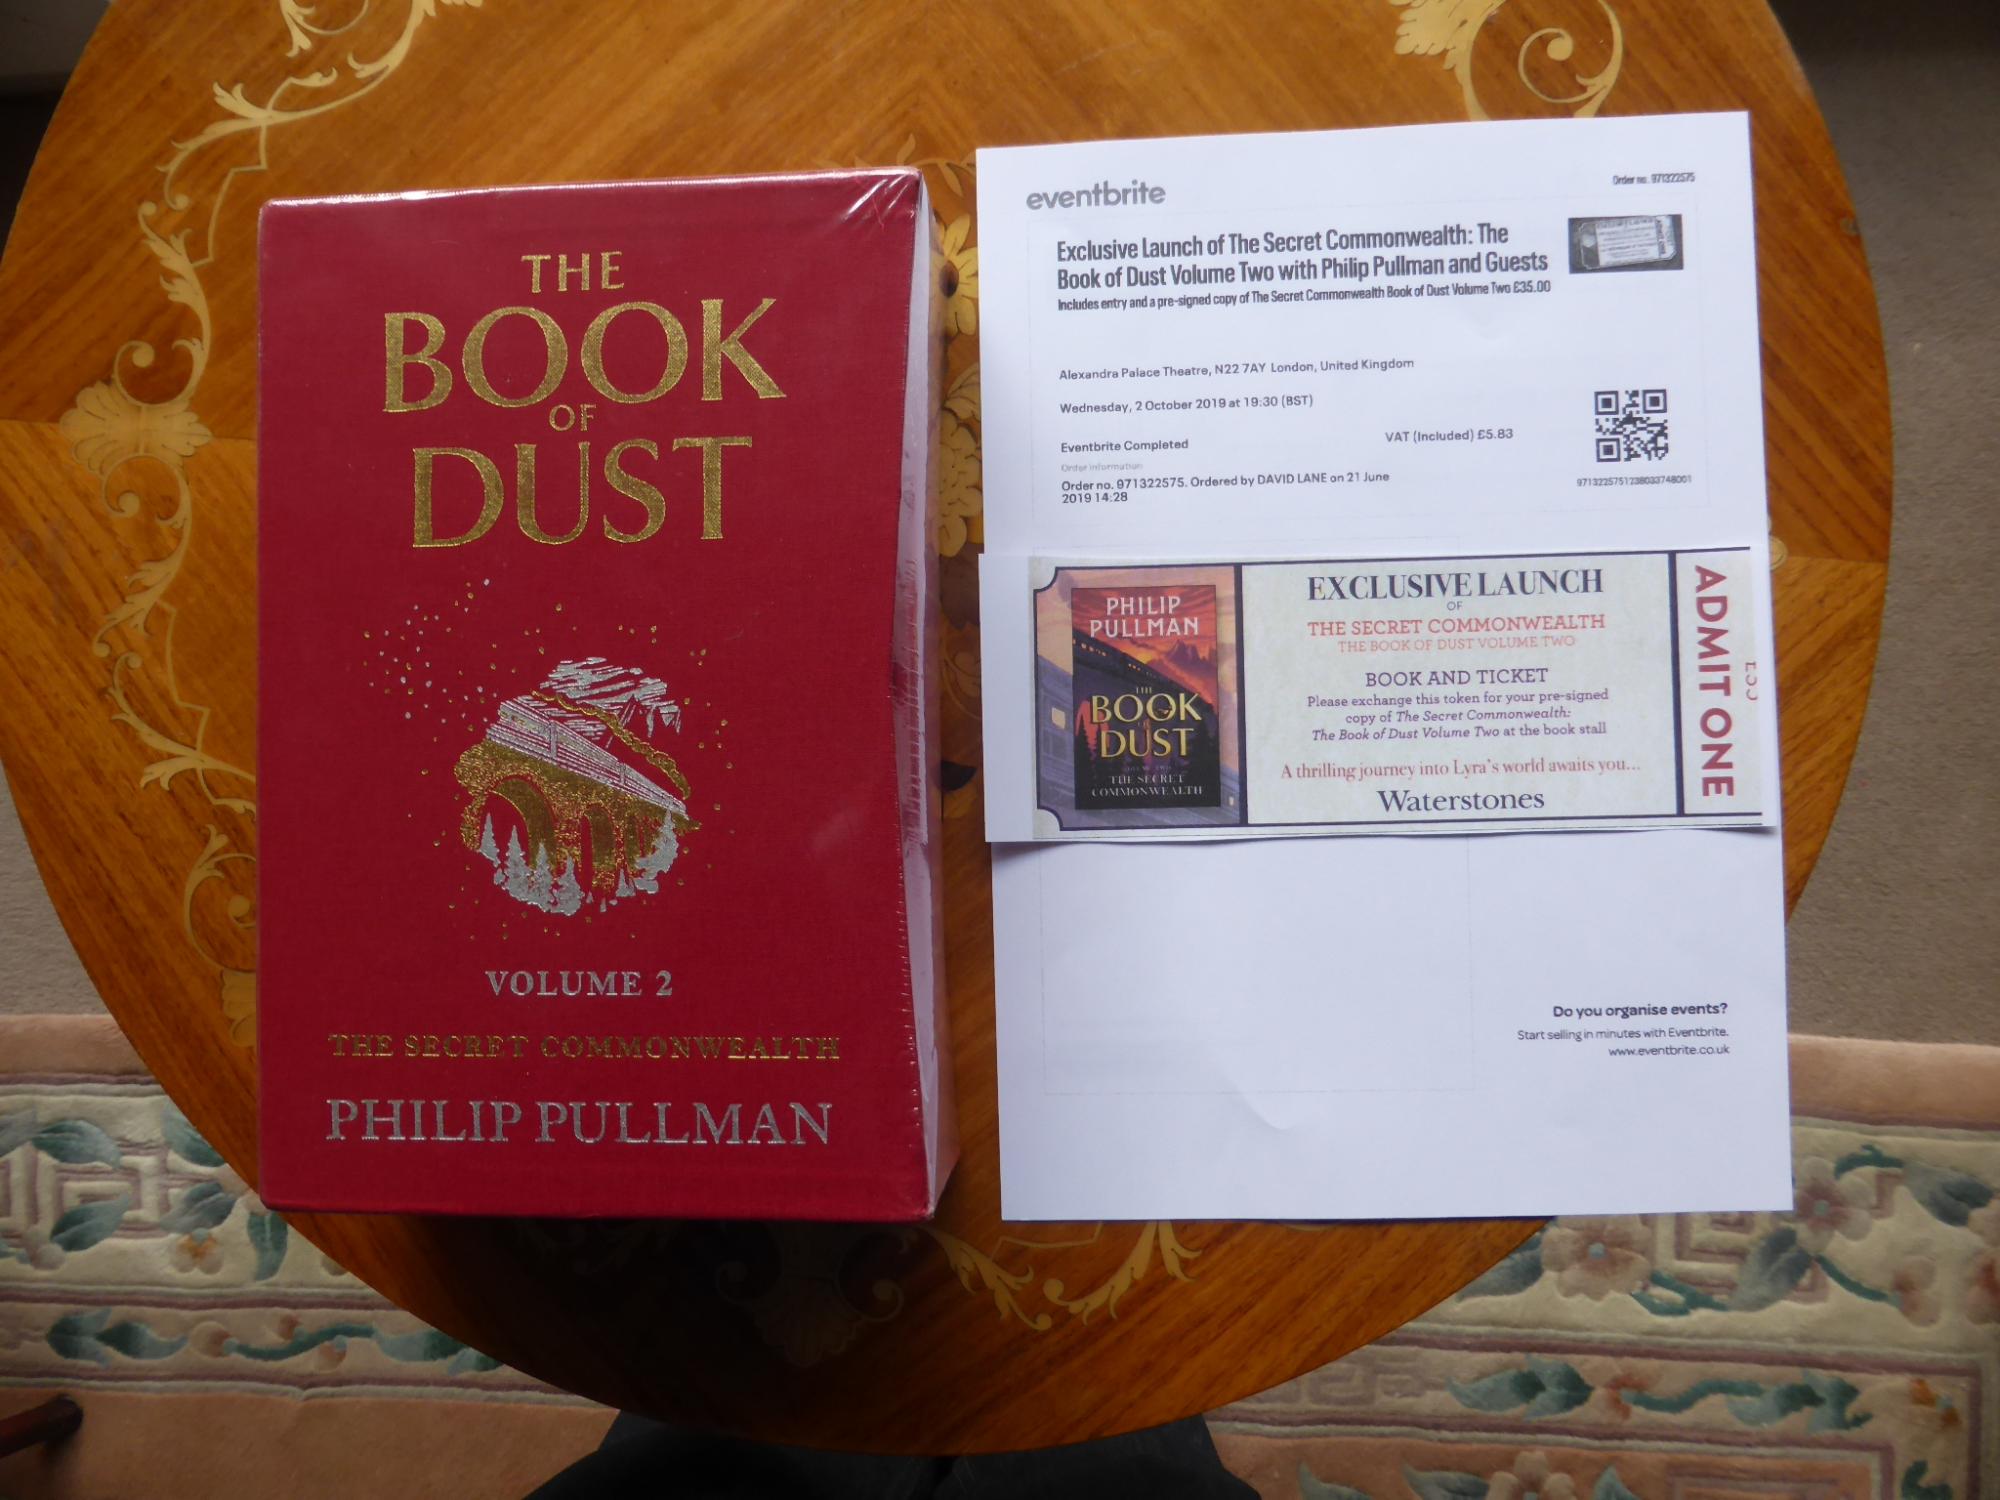 THE
BOOK
OF
DUST
VOLUME 2
THE SECRET COMMONWEALTH
PHILIP PULLMAN
eventbrite
Order no. 971322575
Exclusive Launch of The Secret Commonwealth: The
Book of Dust Volume Two with Philip Pullman and Guests
Includes entry and a pre-signed copy of The Secret Commonwealth Book of Dust Volume Two £35.00
Alexandra Palace Theatre, N22 7AY London, United Kingdom
Wednesday, 2 October 2019 at 19:30 (BST)
Eventbrite Completed
VAT (Included) £5.83
Order information
Order no. 971322575. Ordered by DAVID LANE on 21 June
2019 14:28
9713225751238033748001
PHILIP
PULLMAN
THE
BOOK
OF
DUST
VOLUME TWO
THE SECRET
COMMONWEALTH
EXCLUSIVE LAUNCH
OF
THE SECRET COMMONWEALTH
THE BOOK OF DUST VOLUME TWO
BOOK AND TICKET
Please exchange this token for your pre-signed
copy of The Secret Commonwealth:
The Book of Dust Volume Two at the book stall
A thrilling journey into Lyra's world awaits you...
Waterstones
ADMIT ONE
Do you organise events?
Start selling in minutes with Eventbrite.
www.eventbrite.co.uk